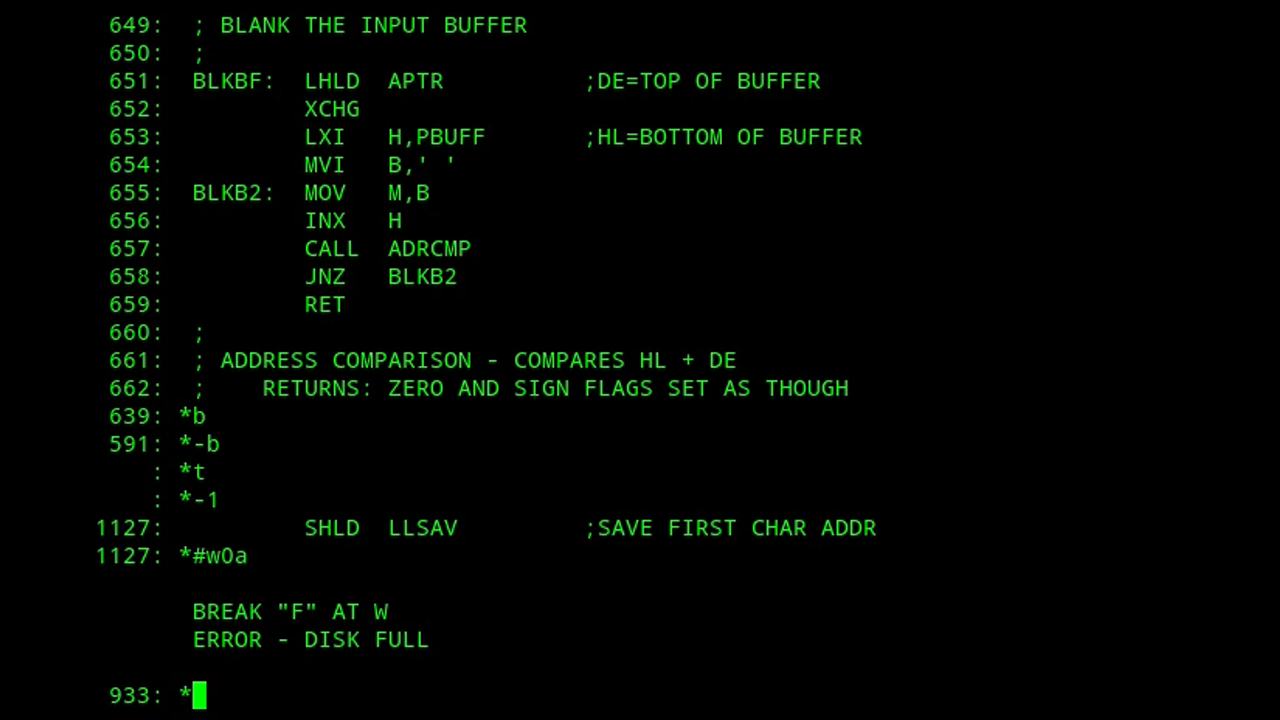 649:  ; BLANK THE INPUT BUFFER
650:  ;
651:  BLKBF:  LHLD  APTR          ;DE=TOP OF BUFFER
652:          XCHG
653:          LXI   H,PBUFF       ;HL=BOTTOM OF BUFFER
654:          MVI   B,' '
655:  BLKB2:  MOV   M,B
656:          INX   H
657:          CALL  ADRCMP
658:          JNZ   BLKB2
659:          RET
660:  ;
661:  ; ADDRESS COMPARISON - COMPARES HL + DE
662:  ;    RETURNS: ZERO AND SIGN FLAGS SET AS THOUGH
639: *b
591: *-b
: *t
: *-1
1127:          SHLD  LLSAV         ;SAVE FIRST CHAR ADDR
1127: *#w0a
BREAK "F" AT W
ERROR - DISK FULL
933: *